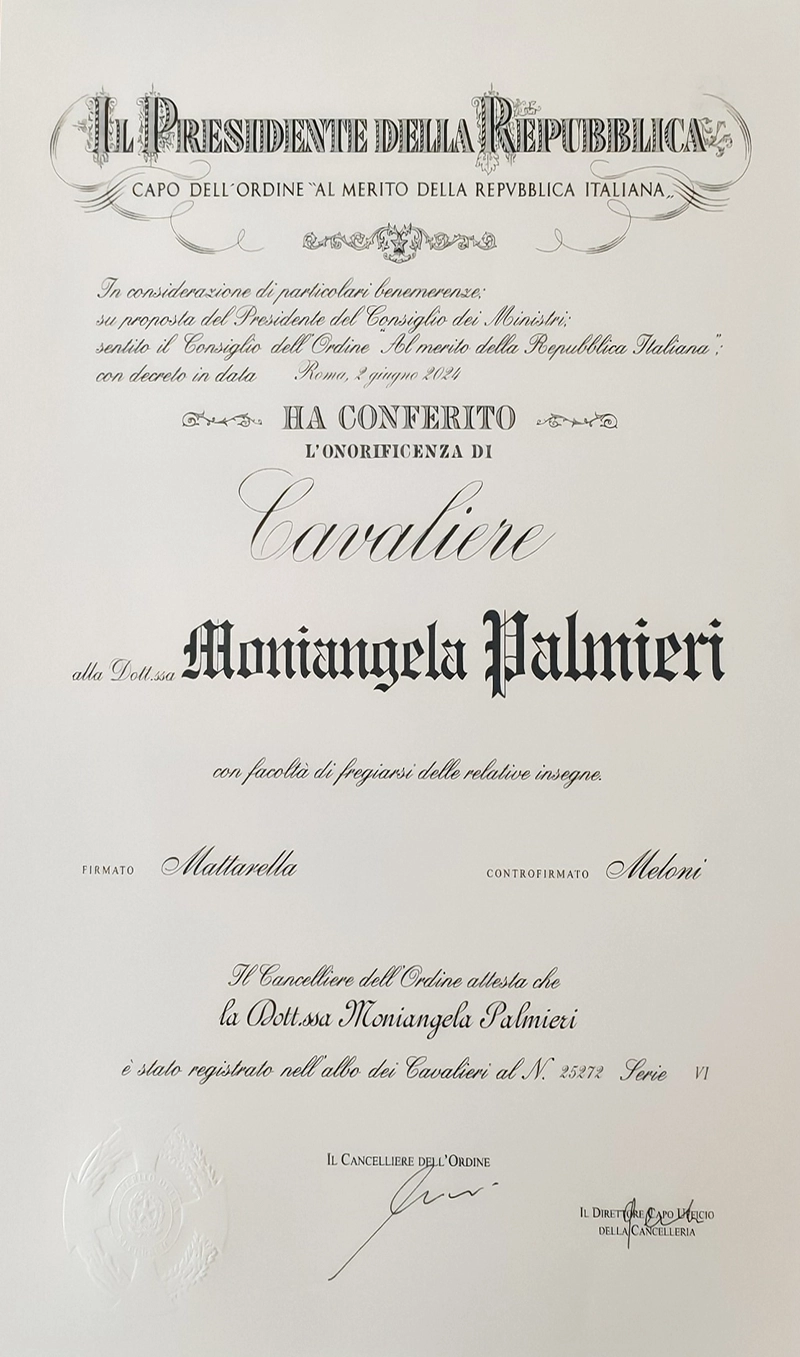 IL PRESIDENTE DELLA REPUBBLICA
CAPO DELL'ORDINE "AL MERITO DELLA REPVBBLICA ITALIANA„
In considerazione di particolari benemerenze;
su proposta del Presidente del Consiglio dei Ministri;
sentito il Consiglio dell'Ordine "Al merito della Repubblica Italiana";
con decreto in data Roma, 2 giugno 2024
HA CONFERITO
L'ONORIFICENZA DI
Cavaliere
alla Dott.ssa Moniangela Palmieri
con facoltà di fregiarsi delle relative insegne.
FIRMATO Mattarella CONTROFIRMATO Meloni
Il Cancelliere dell'Ordine attesta che
la Dott.ssa Moniangela Palmieri
è stato registrato nell'albo dei Cavalieri al N. 25272 Serie VI
IL CANCELLIERE DELL'ORDINE
IL DIRETTORE CAPO UFFICIO
DELLA CANCELLERIA